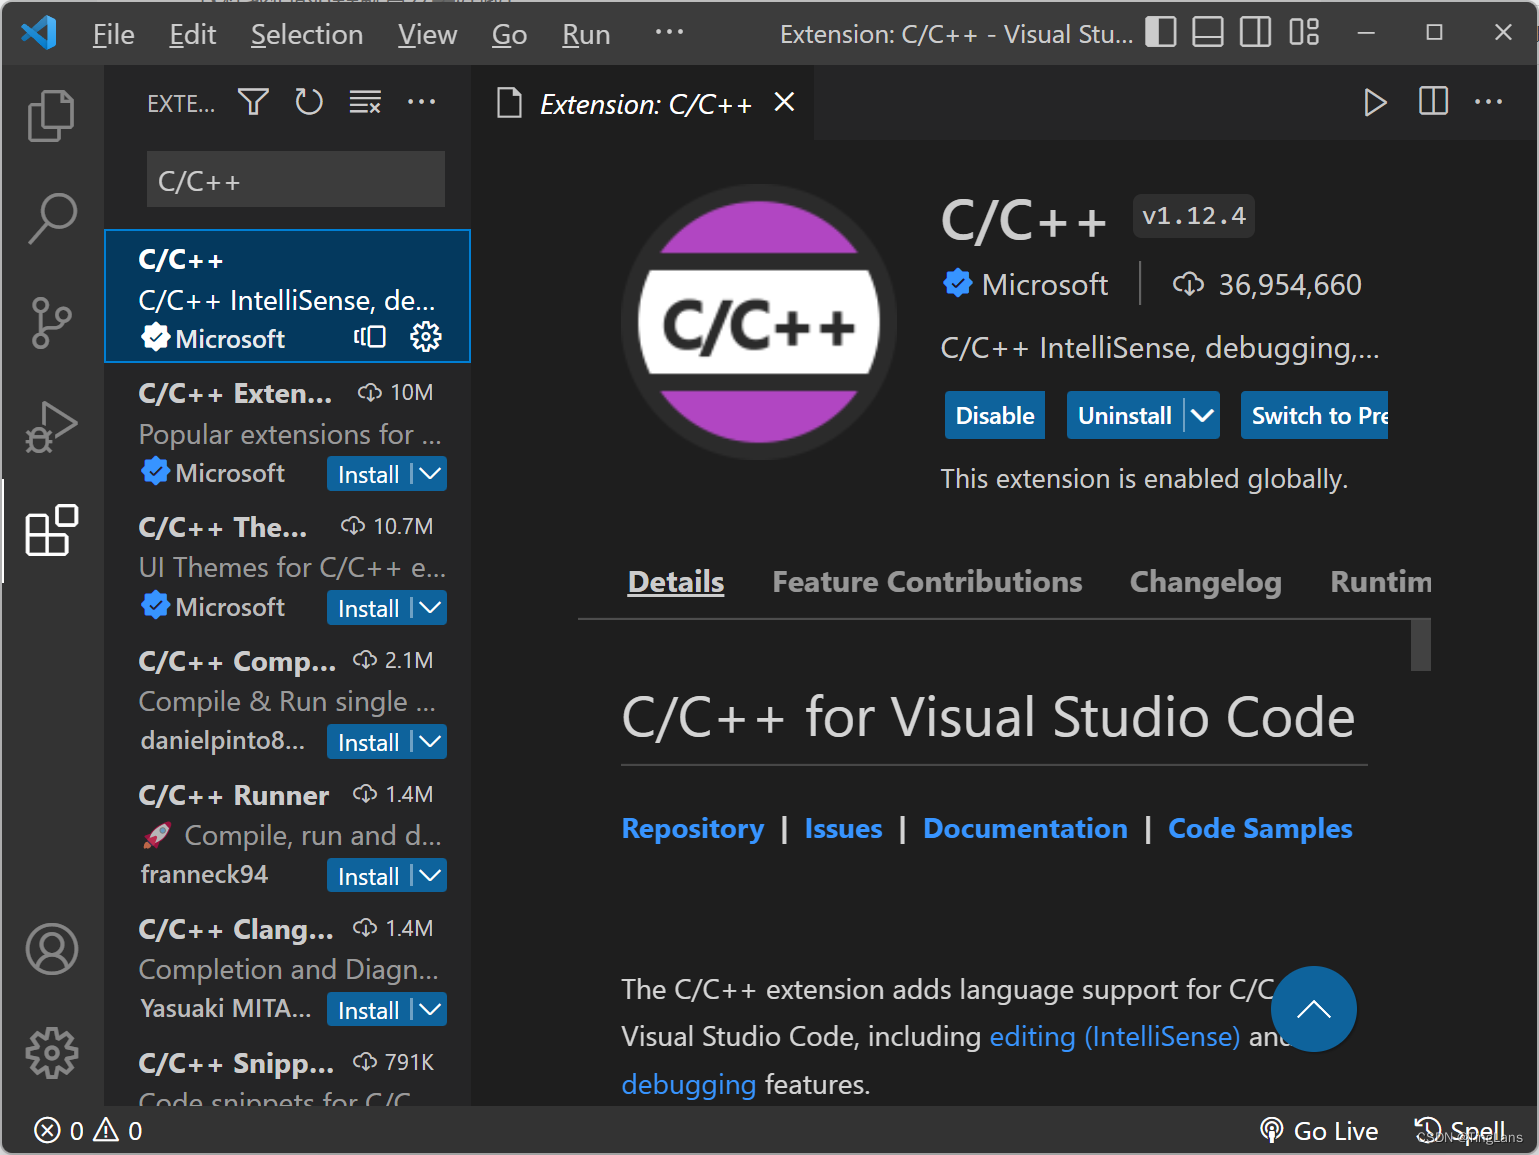 File Edit Selection View Go Run ··· Extension: C/C++ - Visual Stu...
EXTE...
Extension: C/C++
C/C++
C/C++
C/C++ IntelliSense, de...
Microsoft
C/C++ Exten... 10M
Popular extensions for ...
Microsoft Install
C/C++ The... 10.7M
UI Themes for C/C++ e...
Microsoft Install
C/C++ Comp... 2.1M
Compile & Run single ...
danielpinto8... Install
C/C++ Runner 1.4M
🚀 Compile, run and d...
franneck94 Install
C/C++ Clang... 1.4M
Completion and Diagn...
Yasuaki MITA... Install
C/C++ Snipp... 791K
Code snippets for C/C
C/C++
C/C++ v1.12.4
Microsoft 36,954,660
C/C++ IntelliSense, debugging,...
Disable Uninstall Switch to Pre
This extension is enabled globally.
Details Feature Contributions Changelog Runtim
C/C++ for Visual Studio Code
Repository | Issues | Documentation | Code Samples
The C/C++ extension adds language support for C/C
Visual Studio Code, including editing (IntelliSense) and
debugging features.
0 0 Go Live Spell
CSDN @TingLans